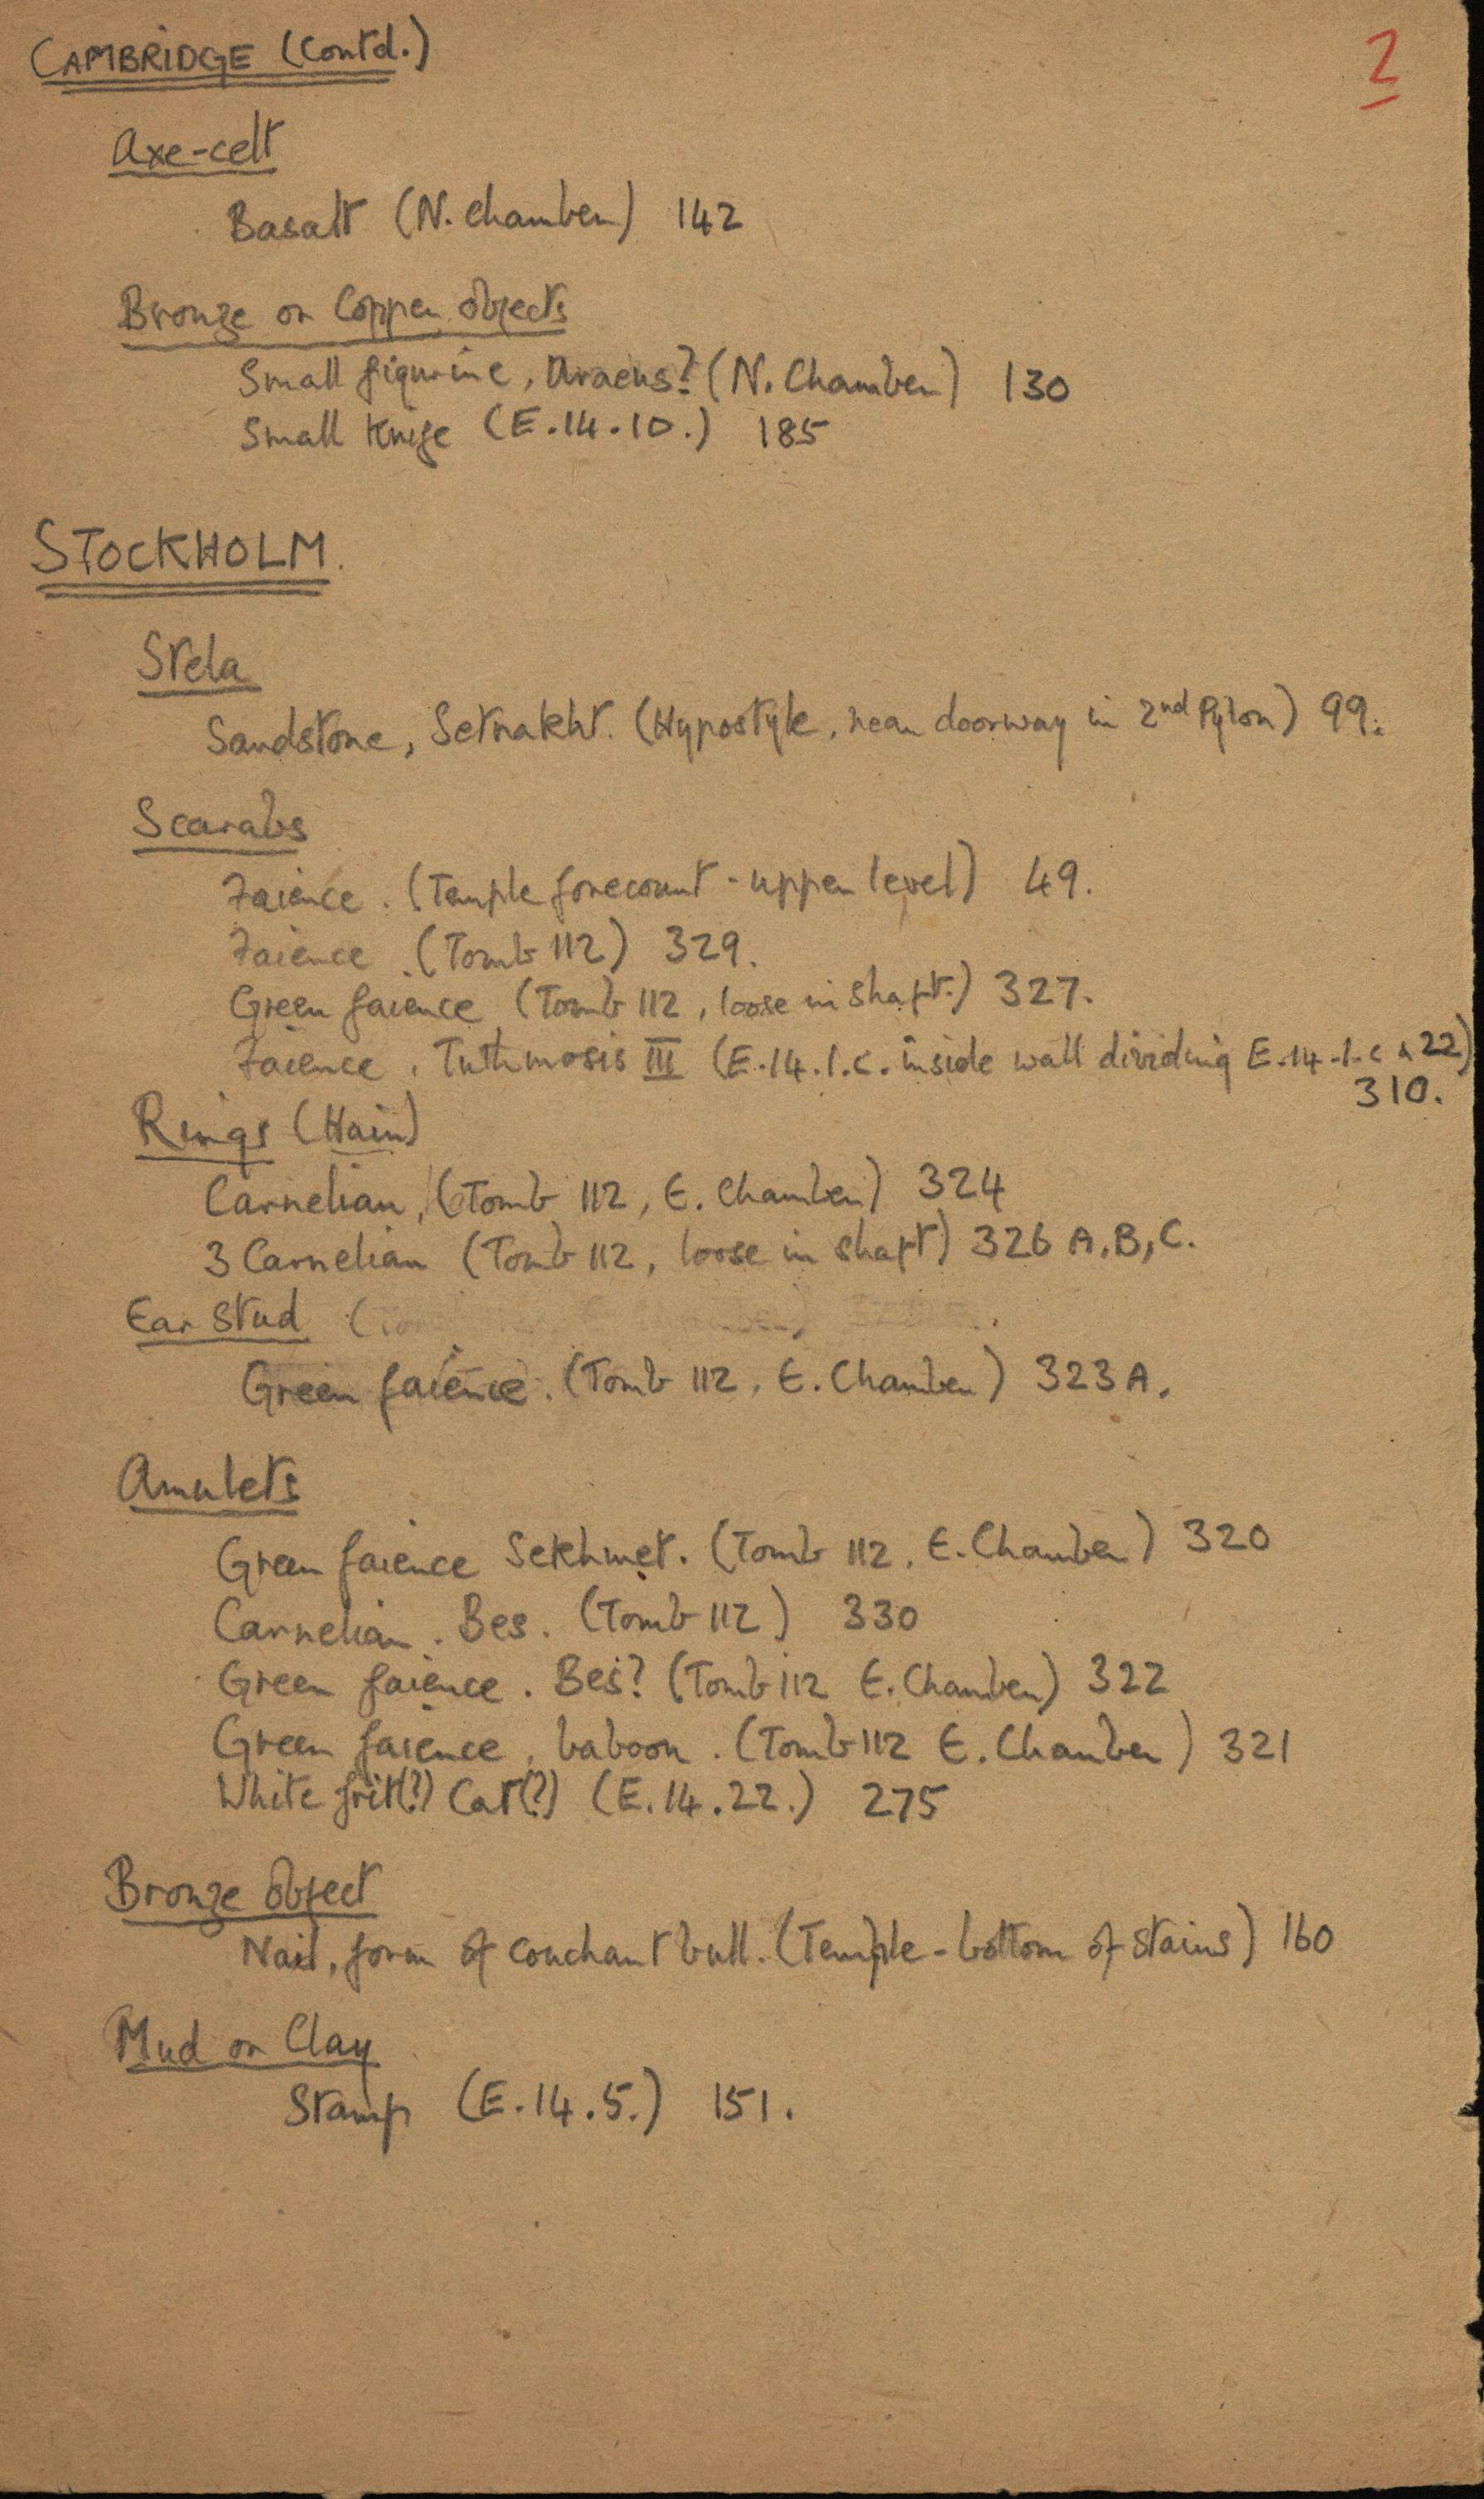 CAMBRIDGE (Contd.)
2
Axe-celt
Basalt (N. Chamber) 142
Bronze or Copper objects
Small figurine, Uraeus? (N. Chamber) 130
Small knife (E.14.10.) 185
STOCKHOLM.
Stela
Sandstone, Setnakht. (Hypostyle, near doorway in 2nd Pylon) 99.
Scarabs
Faience. (Temple forecourt - upper level) 49.
Faience. (Tomb 112) 329.
Green faience (Tomb 112, loose in shaft.) 327.
Faience, Tuthmosis III (E.14.1.c. inside wall dividing E.14.1.c & 22)
310.
Rings (Hair)
Carnelian, (Tomb 112, E. Chamber) 324
3 Carnelian (Tomb 112, loose in shaft) 326 A, B, C.
Ear stud
Green faience. (Tomb 112, E. Chamber) 323A.
Amulets
Green faience Sekhmet. (Tomb 112, E. Chamber) 320
Carnelian. Bes. (Tomb 112) 330
Green faience. Bes? (Tomb 112 E. Chamber) 322
Green faience, baboon. (Tomb 112 E. Chamber) 321
White frit(?) Cat(?) (E.14.22.) 275
Bronze object
Nail, form of couchant bull. (Temple - bottom of stairs) 160
Mud or Clay
Stamp (E.14.5.) 151.